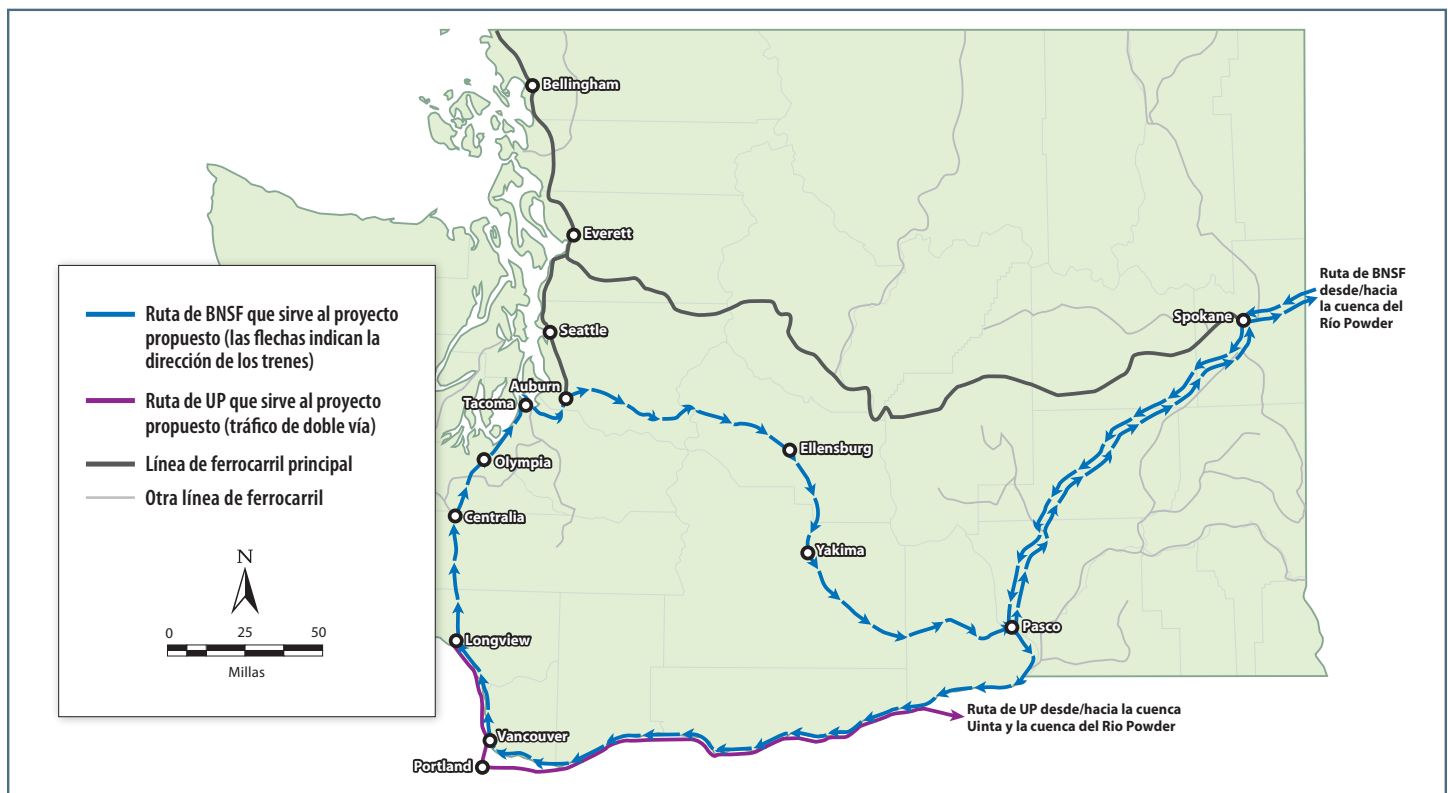 Bellingham
Everett
Seattle
Auburn
Tacoma
Olympia
Centralia
Longview
Vancouver
Portland
Ellensburg
Yakima
Pasco
Spokane
Ruta de BNSF
desde/hacia
la cuenca del
Río Powder
Ruta de UP desde/hacia la cuenca
Uinta y la cuenca del Rio Powder
Ruta de BNSF que sirve al proyecto
propuesto (las flechas indican la
dirección de los trenes)
Ruta de UP que sirve al proyecto
propuesto (tráfico de doble vía)
Línea de ferrocarril principal
Otra línea de ferrocarril
N
0 25 50
Millas